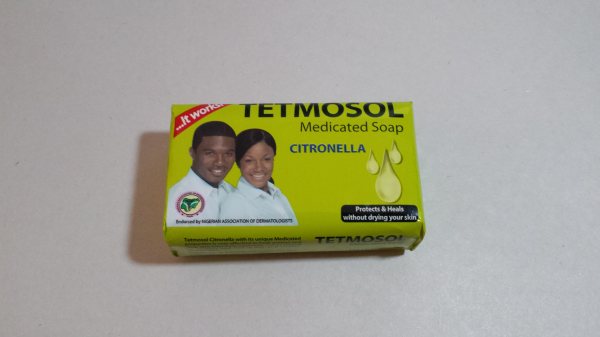 ...It works!
TETMOSOL
Medicated Soap
CITRONELLA
Protects & Heals
without drying your skin
Endorsed by NIGERIAN ASSOCIATION OF DERMATOLOGISTS
Tetmosol Citronella with its unique Medicated
TETMOSOL